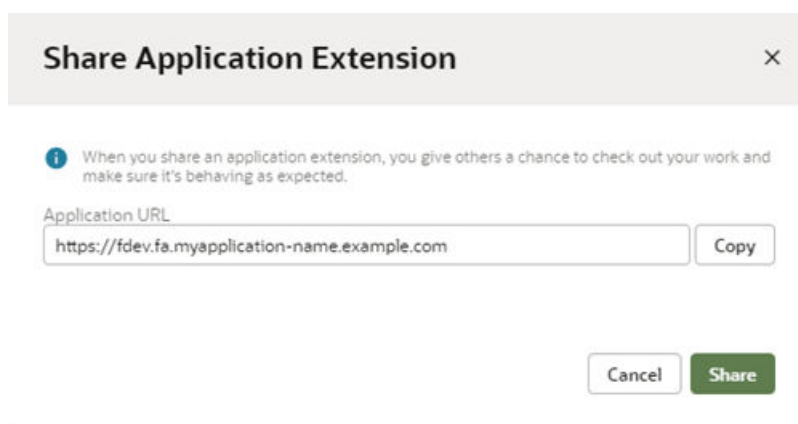 Share Application Extension
When you share an application extension, you give others a chance to check out your work and
make sure it's behaving as expected.
Application URL
https://fdev.fa.myapplication-name.example.com
Copy
Cancel
Share